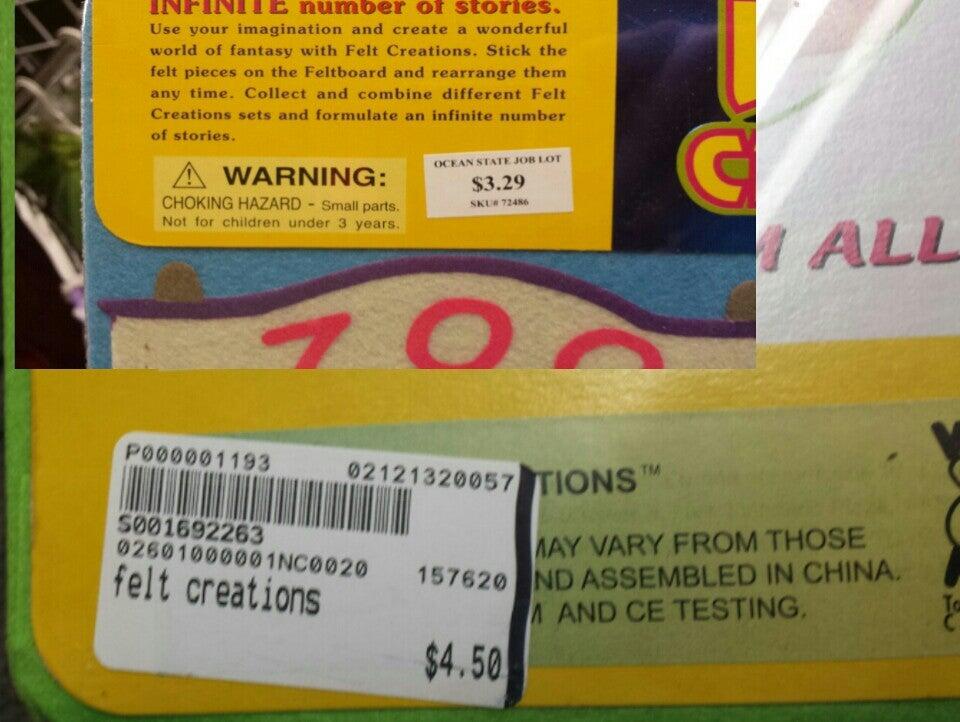 INFINITE number of stories.
Use your imagination and create a wonderful
world of fantasy with Felt Creations. Stick the
felt pieces on the Feltboard and rearrange them
any time. Collect and combine different Felt
Creations sets and formulate an infinite number
of stories.
WARNING:
CHOKING HAZARD - Small parts.
Not for children under 3 years.
OCEAN STATE JOB LOT
$3.29
SKU# 72486
ALL
P000001193 02121320057
S001692263
02601000001NC0020 157620
felt creations
$4.50
TIONS™
MAY VARY FROM THOSE
ND ASSEMBLED IN CHINA.
AND CE TESTING.